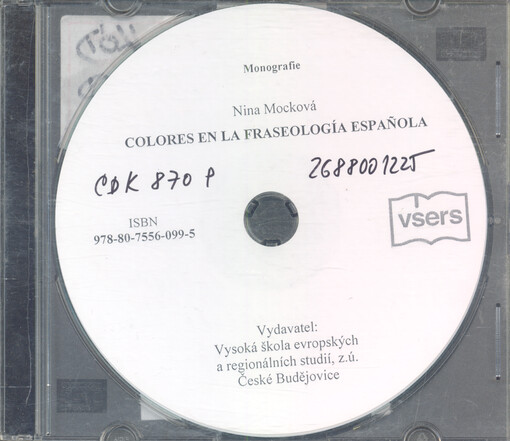 Monografie
Nina Mocková
COLORES EN LA FRASEOLOGÍA ESPAÑOLA
CDK 870 P
2688001225
ISBN
978-80-7556-099-5
vsers
Vydavatel:
Vysoká škola evropských
a regionálních studií, z.ú.
České Budějovice